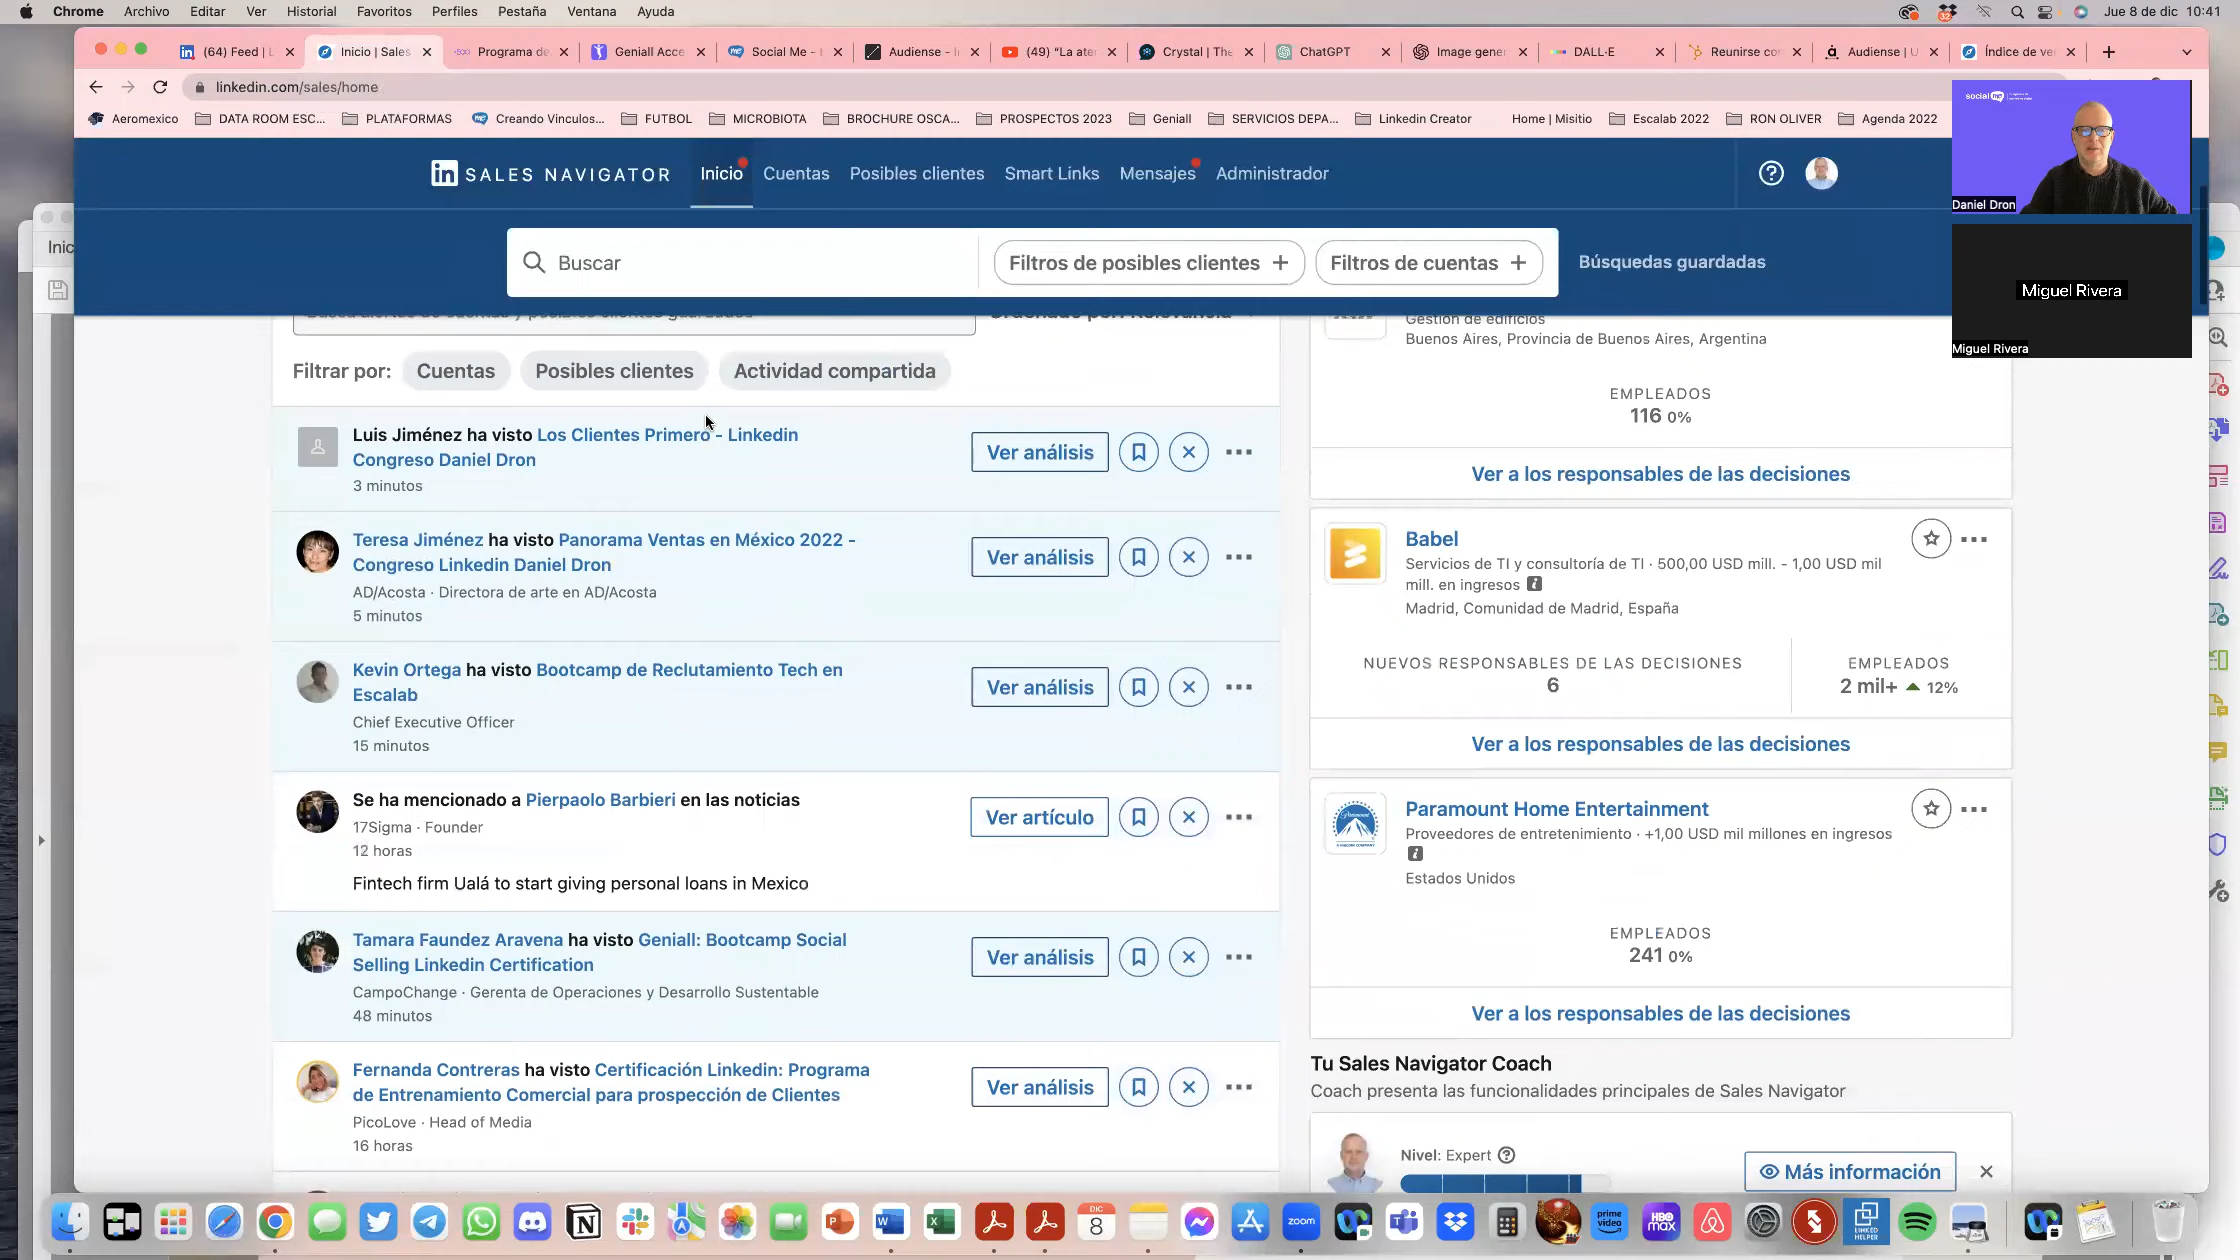 Chrome Archivo Editar Ver Historial Favoritos Perfiles Pestaña Ventana Ayuda
Jue 8 de dic 10:41
(64) Feed | L
Inicio | Sales
Programa de
Geniall Acce
Social Me -
Audiense - I
(49) "La ate
Crystal | The
ChatGPT
Image gene
DALL·E
Reunirse co
Audiense | U
Índice de ve
linkedin.com/sales/home
Aeromexico
DATA ROOM ESC...
PLATAFORMAS
Creando Vinculos...
FUTBOL
MICROBIOTA
BROCHURE OSCA...
PROSPECTOS 2023
Geniall
SERVICIOS DEPA...
Linkedin Creator
Home | Misitio
Escalab 2022
RON OLIVER
Agenda 2022
social me
Daniel Dron
Miguel Rivera
Miguel Rivera
in SALES NAVIGATOR
Inicio Cuentas Posibles clientes Smart Links Mensajes Administrador
Inic
Buscar
Filtros de posibles clientes +
Filtros de cuentas +
Búsquedas guardadas
Filtrar por: Cuentas Posibles clientes Actividad compartida
Luis Jiménez ha visto Los Clientes Primero - Linkedin
Congreso Daniel Dron
3 minutos
Ver análisis
Teresa Jiménez ha visto Panorama Ventas en México 2022 -
Congreso Linkedin Daniel Dron
AD/Acosta · Directora de arte en AD/Acosta
5 minutos
Ver análisis
Kevin Ortega ha visto Bootcamp de Reclutamiento Tech en
Escalab
Chief Executive Officer
15 minutos
Ver análisis
Se ha mencionado a Pierpaolo Barbieri en las noticias
17Sigma · Founder
12 horas
Fintech firm Ualá to start giving personal loans in Mexico
Ver artículo
Tamara Faundez Aravena ha visto Geniall: Bootcamp Social
Selling Linkedin Certification
CampoChange · Gerenta de Operaciones y Desarrollo Sustentable
48 minutos
Ver análisis
Fernanda Contreras ha visto Certificación Linkedin: Programa
de Entrenamiento Comercial para prospección de Clientes
PicoLove · Head of Media
16 horas
Ver análisis
Gestión de edificios
Buenos Aires, Provincia de Buenos Aires, Argentina
EMPLEADOS
116 0%
Ver a los responsables de las decisiones
Babel
Servicios de TI y consultoría de TI · 500,00 USD mill. - 1,00 USD mil
mill. en ingresos
Madrid, Comunidad de Madrid, España
NUEVOS RESPONSABLES DE LAS DECISIONES
6
EMPLEADOS
2 mil+ 12%
Ver a los responsables de las decisiones
Paramount Home Entertainment
Proveedores de entretenimiento · +1,00 USD mil millones en ingresos
Estados Unidos
EMPLEADOS
241 0%
Ver a los responsables de las decisiones
Tu Sales Navigator Coach
Coach presenta las funcionalidades principales de Sales Navigator
Nivel: Expert
Más información
DIC
8
zoom
prime video
HBO max
LINKED HELPER